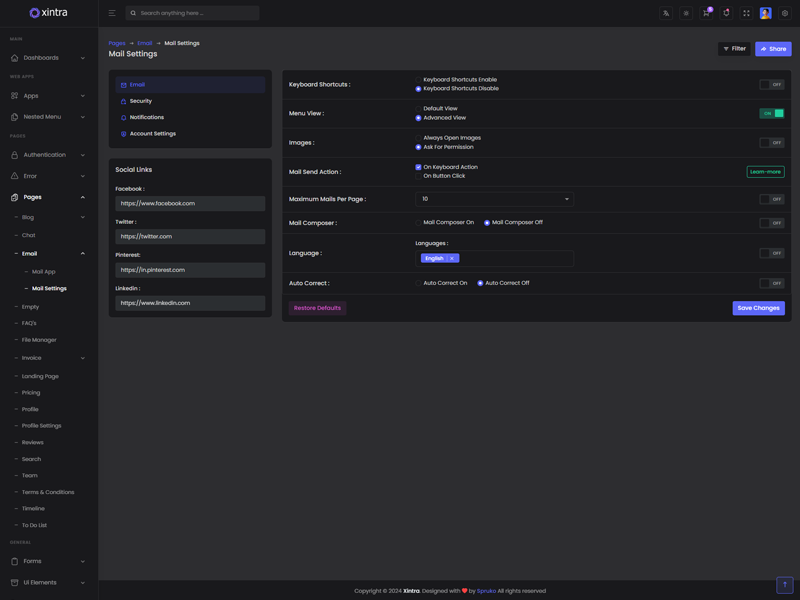 xintra
Search anything here ...
5
MAIN
Dashboards
WEB APPS
Apps
Nested Menu
PAGES
Authentication
Error
Pages
Blog
Chat
Email
Mail App
Mail Settings
Empty
FAQ's
File Manager
Invoice
Landing Page
Pricing
Profile
Profile Settings
Reviews
Search
Team
Terms & Conditions
Timeline
To Do List
GENERAL
Forms
UI Elements
Pages → Email → Mail Settings
Mail Settings
Filter
Share
Email
Security
Notifications
Account Settings
Social Links
Facebook :
https://www.facebook.com
Twitter :
https://twitter.com
Pinterest:
https://in.pinterest.com
Linkedin :
https://www.linkedin.com
Keyboard Shortcuts :
Keyboard Shortcuts Enable
Keyboard Shortcuts Disable
OFF
Menu View :
Default View
Advanced View
ON
Images :
Always Open Images
Ask For Permission
OFF
Mail Send Action :
On Keyboard Action
On Button Click
Learn-more
Maximum Mails Per Page :
10
OFF
Mail Composer :
Mail Composer On
Mail Composer Off
OFF
Language :
Languages :
English
OFF
Auto Correct :
Auto Correct On
Auto Correct Off
OFF
Restore Defaults
Save Changes
Copyright © 2024 Xintra. Designed with ❤ by Spruko All rights reserved